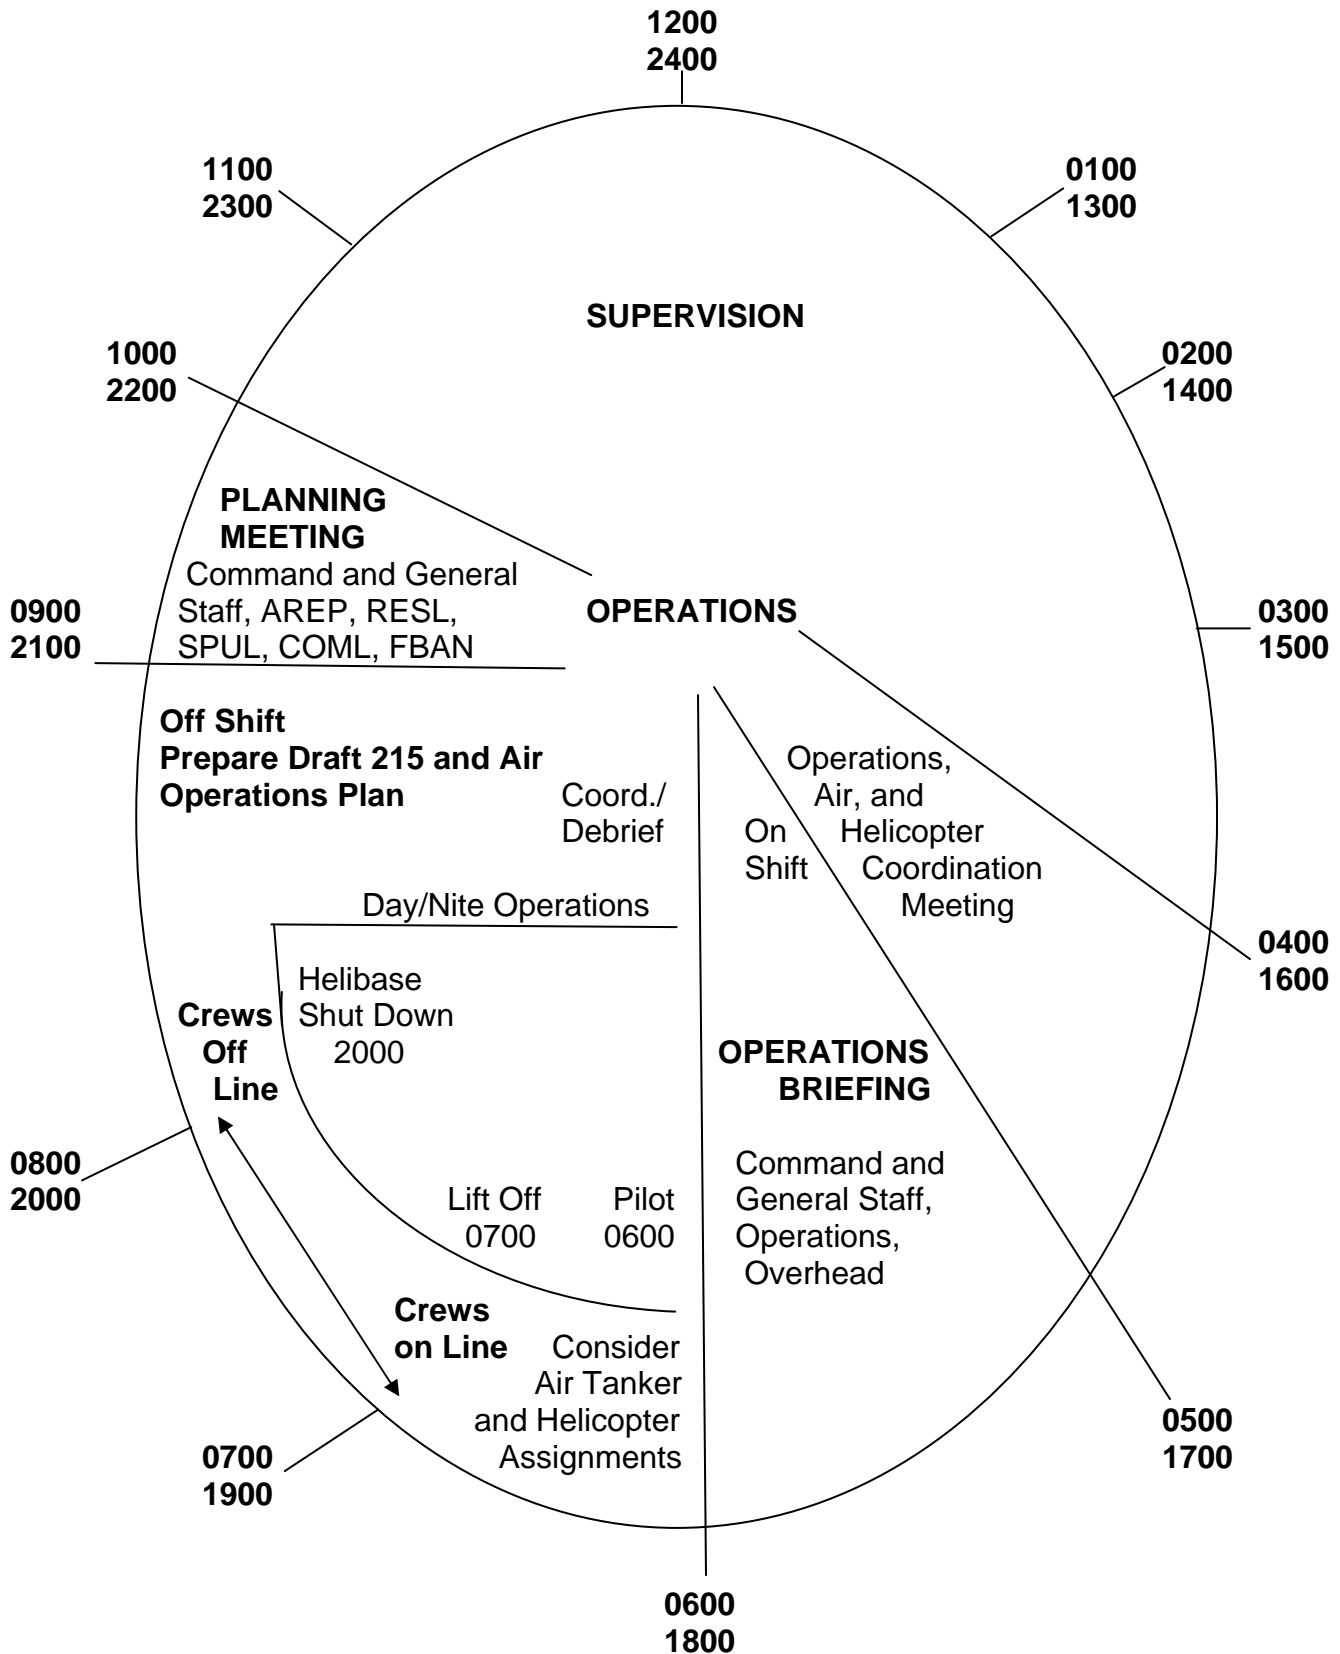 1200
2400
1100
2300
0100
1300
SUPERVISION
1000
2200
0200
1400
PLANNING
MEETING
Command and General
Staff, AREP, RESL,
SPUL, COML, FBAN
0900
2100
OPERATIONS
0300
1500
Off Shift
Prepare Draft 215 and Air
Operations Plan
Coord./
Debrief
On
Shift
Operations,
Air, and
Helicopter
Coordination
Meeting
Day/Nite Operations
0400
1600
Helibase
Shut Down
2000
Crews
Off
Line
OPERATIONS
BRIEFING
Command and
General Staff,
Operations,
Overhead
0800
2000
Lift Off
0700
Pilot
0600
Crews
on Line
Consider
Air Tanker
and Helicopter
Assignments
0500
1700
0700
1900
0600
1800